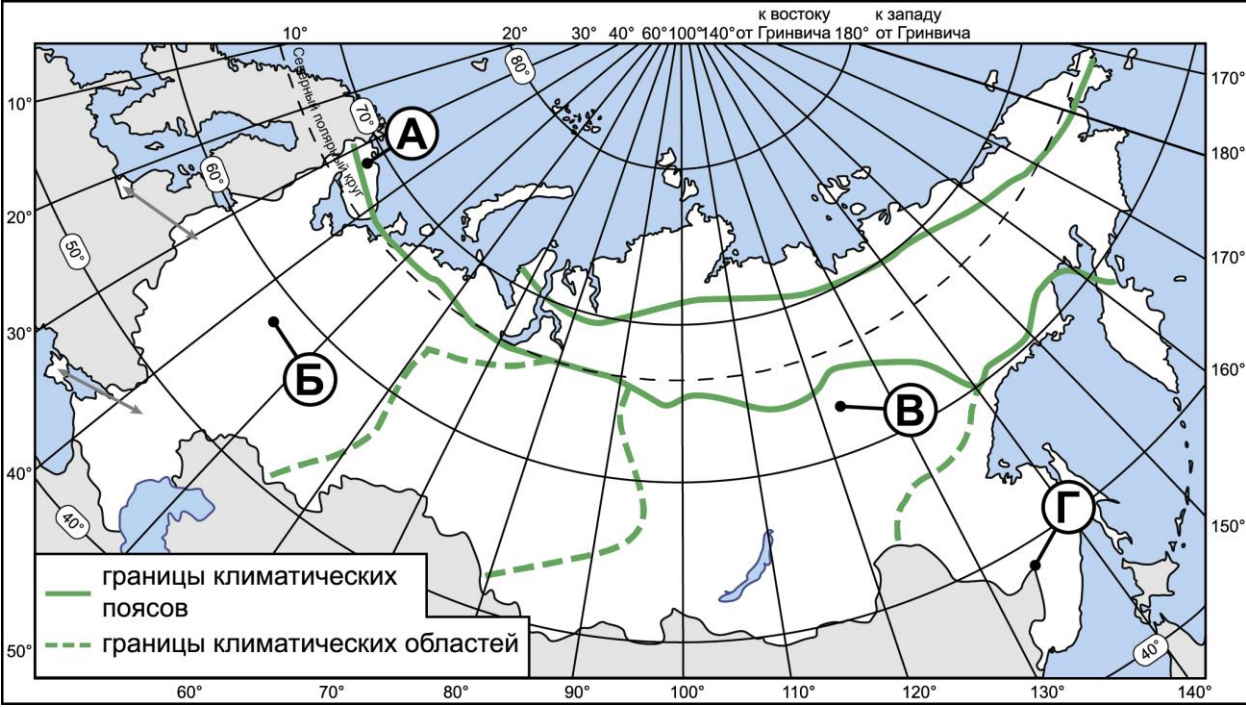 к востоку к западу
10° 20° 30° 40° 60° 100° 140° от Гринвича 180° от Гринвича
170°
80°
10°
Северный полярный круг
70°
А
180°
60°
20°
50°
170°
30°
160°
Б
В
40°
Г
40°
150°
границы климатических
поясов
границы климатических областей
50°
40°
60° 70° 80° 90° 100° 110° 120° 130° 140°